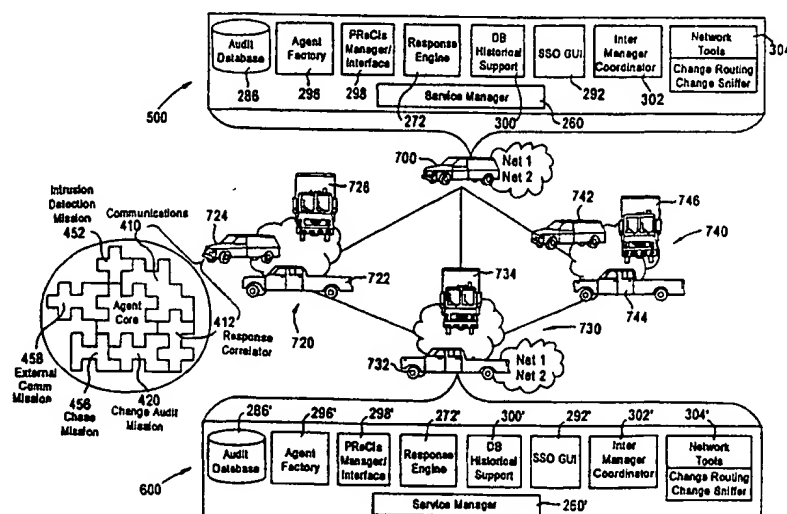 Audit
Database
286
Agent
Factory
296
PReCIs
Manager/
Interface
298
Response
Engine
272
DB
Historical
Support
300
SSO GUI
292
Inter
Manager
Coordinator
302
Network
Tools
Change Routing
Change Sniffer
304
Service Manager
260
500
700
Net 1
Net 2
726
724
722
720
742
746
740
744
734
730
732
Net 1
Net 2
Intrusion
Detection
Mission
452
Communications
410
Agent
Core
412
Response
Correlator
458
External
Comm
Mission
456
Chase
Mission
420
Change Audit
Mission
286'
296'
298'
272'
300'
292'
302'
304'
Audit
Database
Agent
Factory
PReCIs
Manager/
Interface
Response
Engine
DB
Historical
Support
SSO GUI
Inter
Manager
Coordinator
Network
Tools
Change Routing
Change Sniffer
Service Manager
260'
600